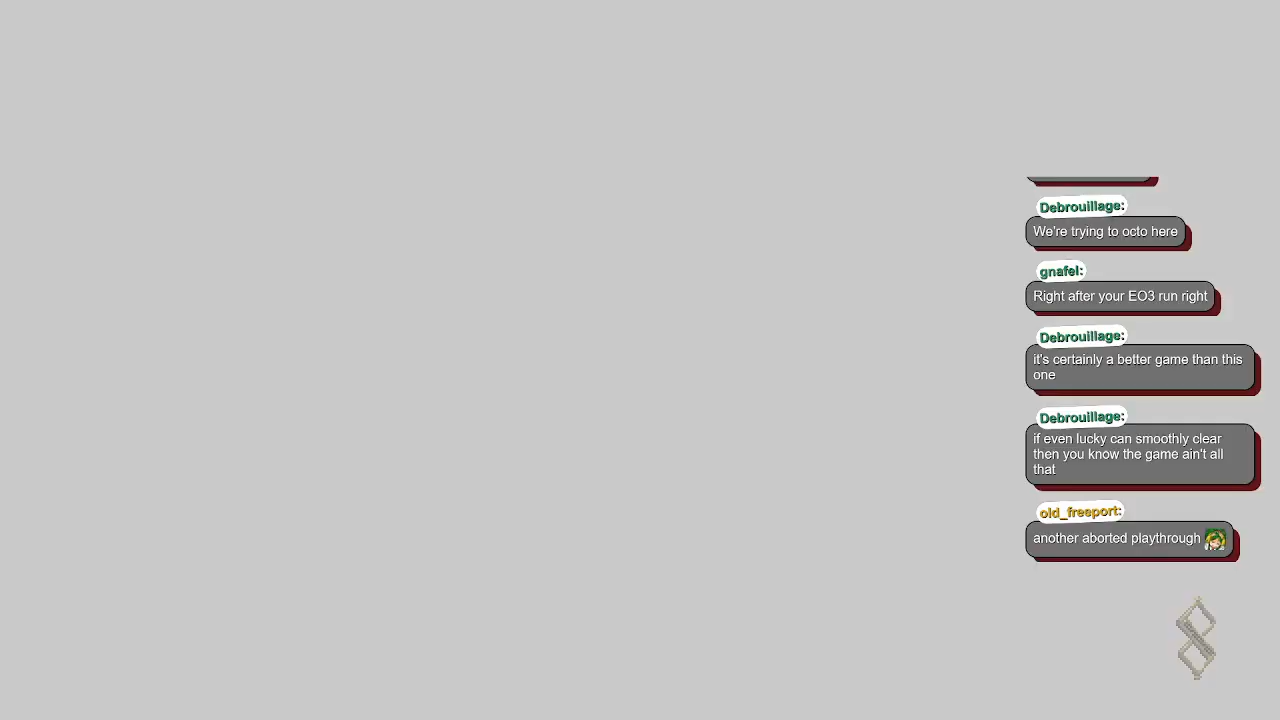 Debrouillage:
We're trying to octo here
gnafel:
Right after your EO3 run right
Debrouillage:
it's certainly a better game than this
one
Debrouillage:
if even lucky can smoothly clear
then you know the game ain't all
that
old_freeport:
another aborted playthrough